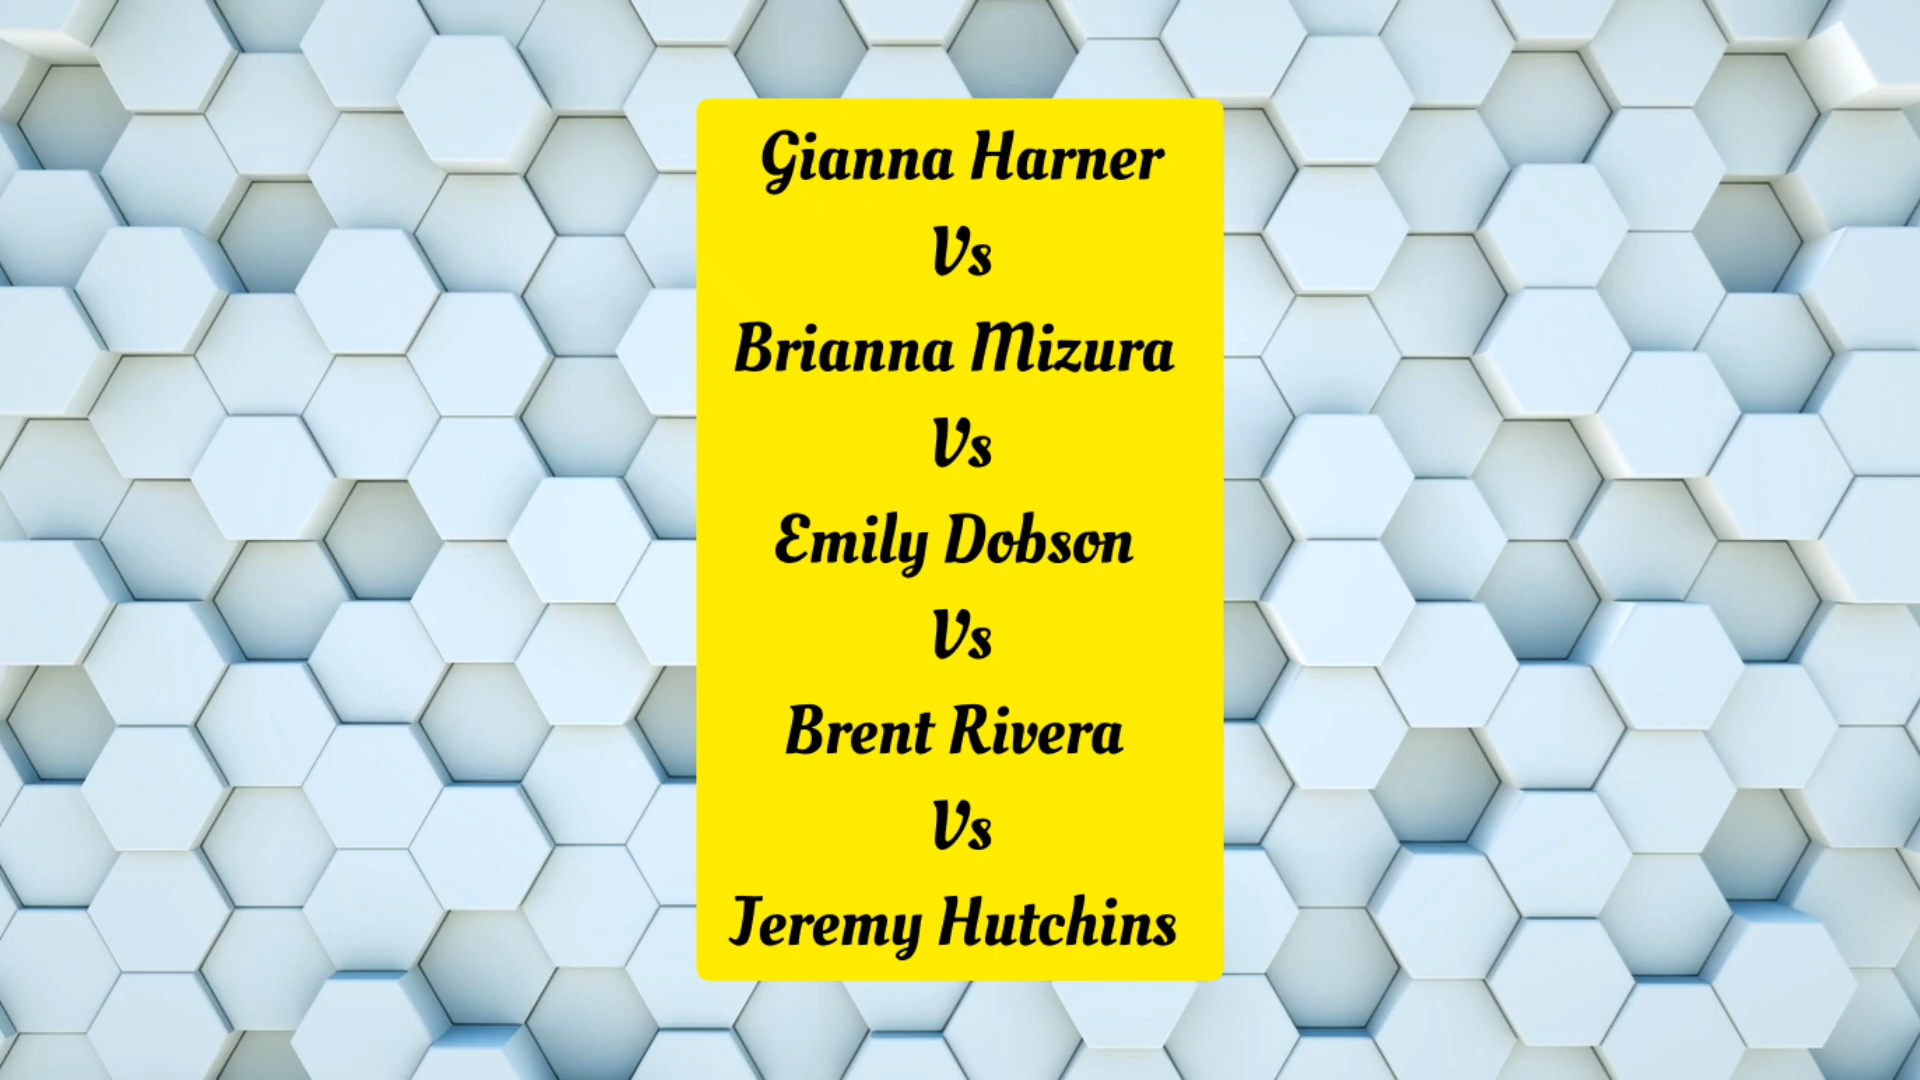 Gianna Harner
Vs
Brianna Mizura
Vs
Emily Dobson
Vs
Brent Rivera
Vs
Jeremy Hutchins